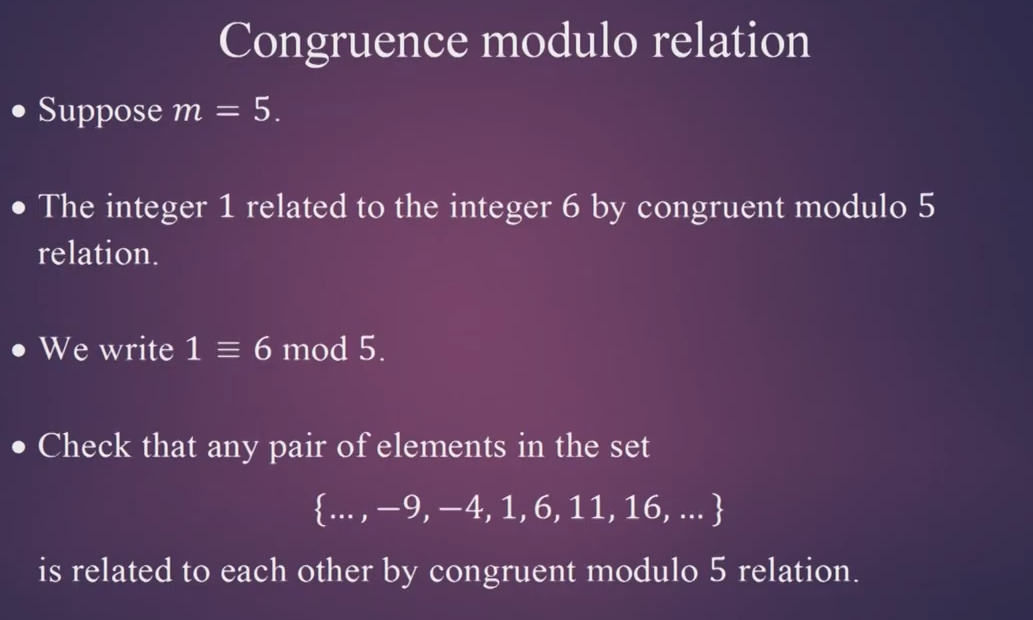 Congruence modulo relation
• Suppose m = 5.
• The integer 1 related to the integer 6 by congruent modulo 5
relation.
• We write 1 ≡ 6 mod 5.
• Check that any pair of elements in the set
{… , −9, −4, 1, 6, 11, 16, … }
is related to each other by congruent modulo 5 relation.